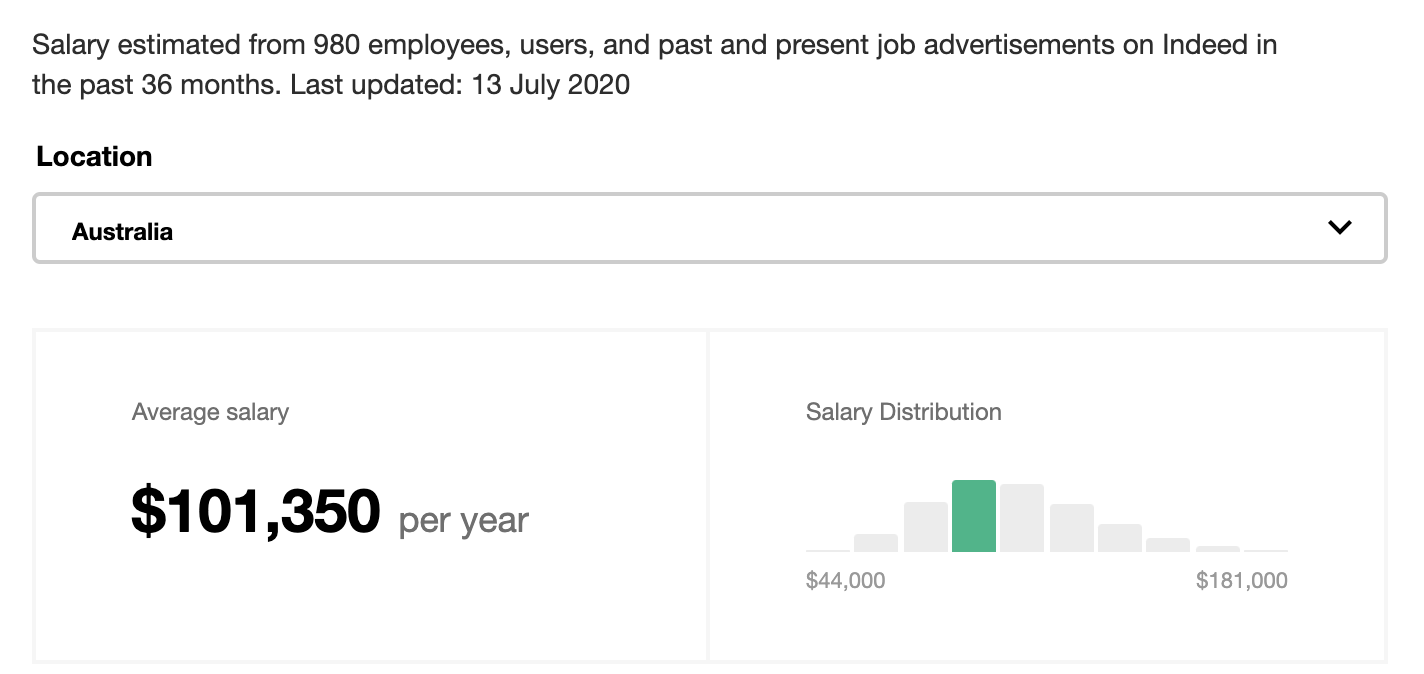 Salary estimated from 980 employees, users, and past and present job advertisements on Indeed in
the past 36 months. Last updated: 13 July 2020
Location
Australia
Average salary
$101,350 per year
Salary Distribution
$44,000 $181,000